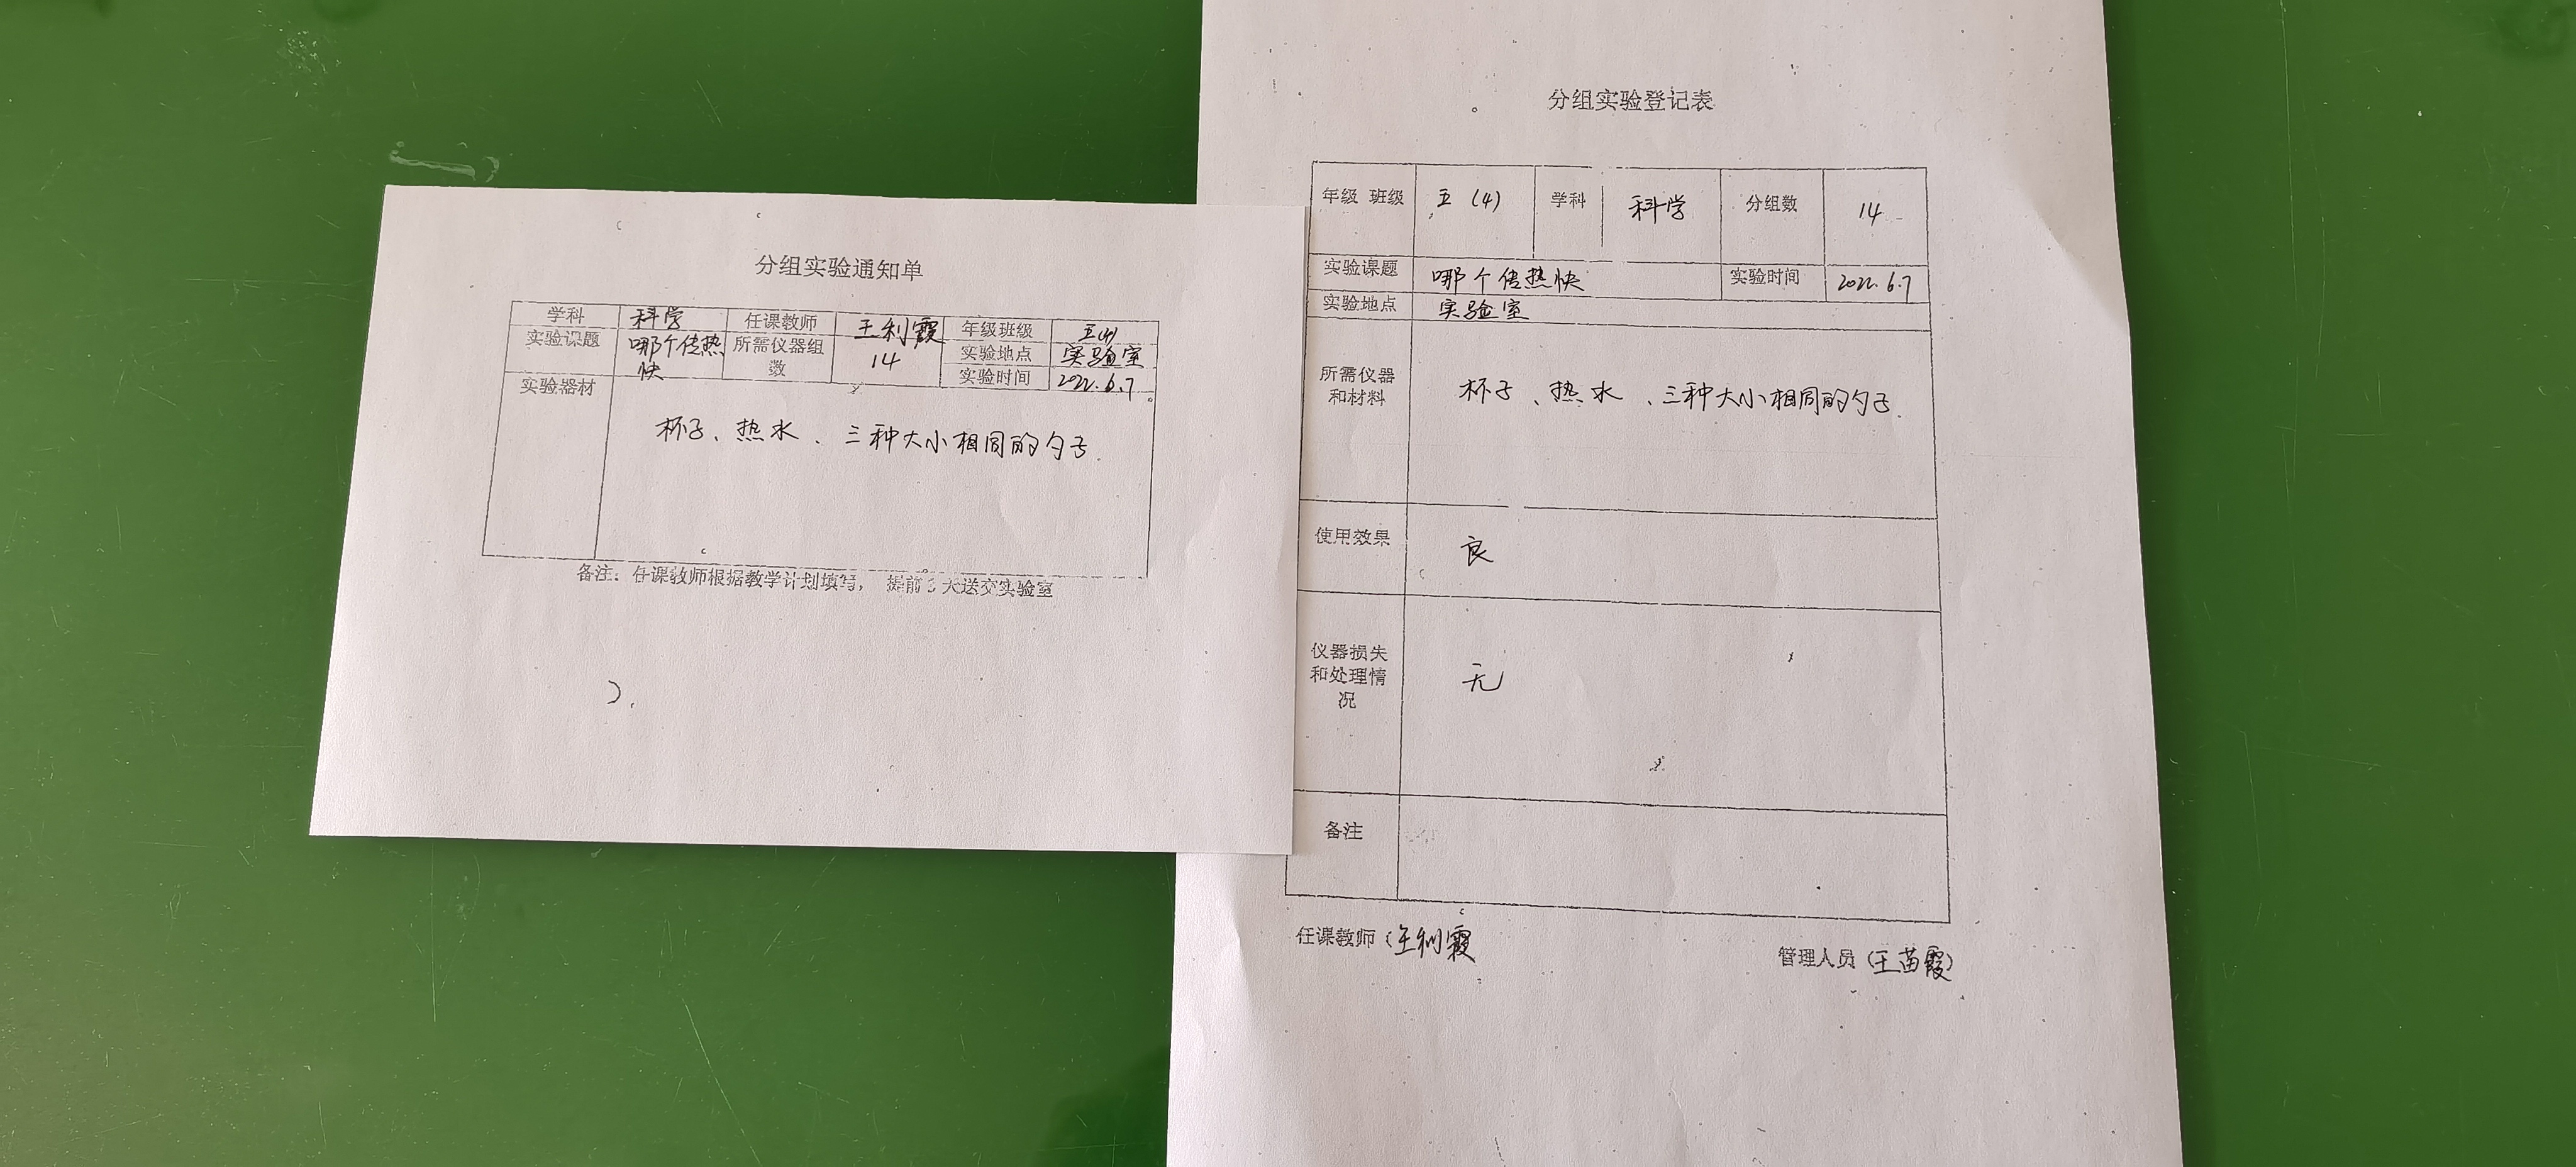 分组实验通知单
学科 科学 任课教师 王利霞 年级班级 五(4)
实验课题 哪个传热快 所需仪器组数 14 实验地点 实验室
实验时间 2022.6.7
实验器材 杯子、热水、三种大小相同的勺子.
备注：任课教师根据教学计划填写， 提前3天送交实验室
分组实验登记表
年级 班级 五（4） 学科 科学 分组数 14
实验课题 哪个传热快 实验时间 2022.6.7
实验地点 实验室
所需仪器
和材料 杯子、热水、三种大小相同的勺子.
使用效果 良
仪器损失
和处理情
况 无
备注
任课教师（王利霞 管理人员（王苗霞）